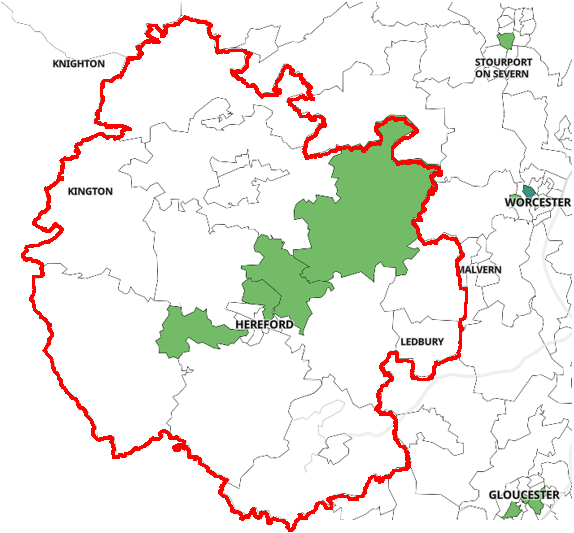 KNIGHTON
STOURPORT
ON SEVERN
KINGTON
WORCESTER
MALVERN
HEREFORD
LEDBURY
GLOUCESTER